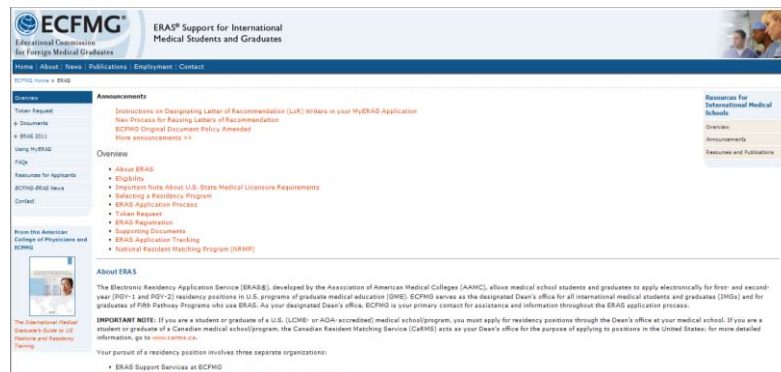 ECFMG®
Educational Commission
for Foreign Medical Graduates
ERAS® Support for International
Medical Students and Graduates
Home | About | News | Publications | Employment | Contact
ECFMG Home > ERAS
Overview
Token Request
+ Documents
+ ERAS 2011
Using MyERAS
FAQs
Resources for Applicants
ECFMG-ERAS News
Contact
From the American
College of Physicians and
ECFMG
The International Medical
Graduate's Guide to US
Medicine and Residency
Training
Announcements
Instructions on Designating Letter of Recommendation (LoR) Writers in your MyERAS Application
New Process for Reusing Letters of Recommendation
ECFMG Original Document Policy Amended
More announcements >>
Overview
• About ERAS
• Eligibility
• Important Note About U.S. State Medical Licensure Requirements
• Selecting a Residency Program
• ERAS Application Process
• Token Request
• ERAS Registration
• Supporting Documents
• ERAS Application Tracking
• National Resident Matching Program (NRMP)
About ERAS
The Electronic Residency Application Service (ERAS®), developed by the Association of American Medical Colleges (AAMC), allows medical school students and graduates to apply electronically for first- and second-
year (PGY-1 and PGY-2) residency positions in U.S. programs of graduate medical education (GME). ECFMG serves as the designated Dean's office for all international medical students and graduates (IMGs) and for
graduates of Fifth Pathway Programs who use ERAS. As your designated Dean's office, ECFMG is your primary contact for assistance and information throughout the ERAS application process.
IMPORTANT NOTE: If you are a student or graduate of a U.S. (LCME- or AOA-accredited) medical school/program, you must apply for residency positions through the Dean's office at your medical school. If you are a
student or graduate of a Canadian medical school/program, the Canadian Resident Matching Service (CaRMS) acts as your Dean's office for the purpose of applying to positions in the United States; for more detailed
information, go to www.carms.ca.
Your pursuit of a residency position involves three separate organizations:
• ERAS Support Services at ECFMG
Resources for
International Medical
Schools
Overview
Announcements
Resources and Publications